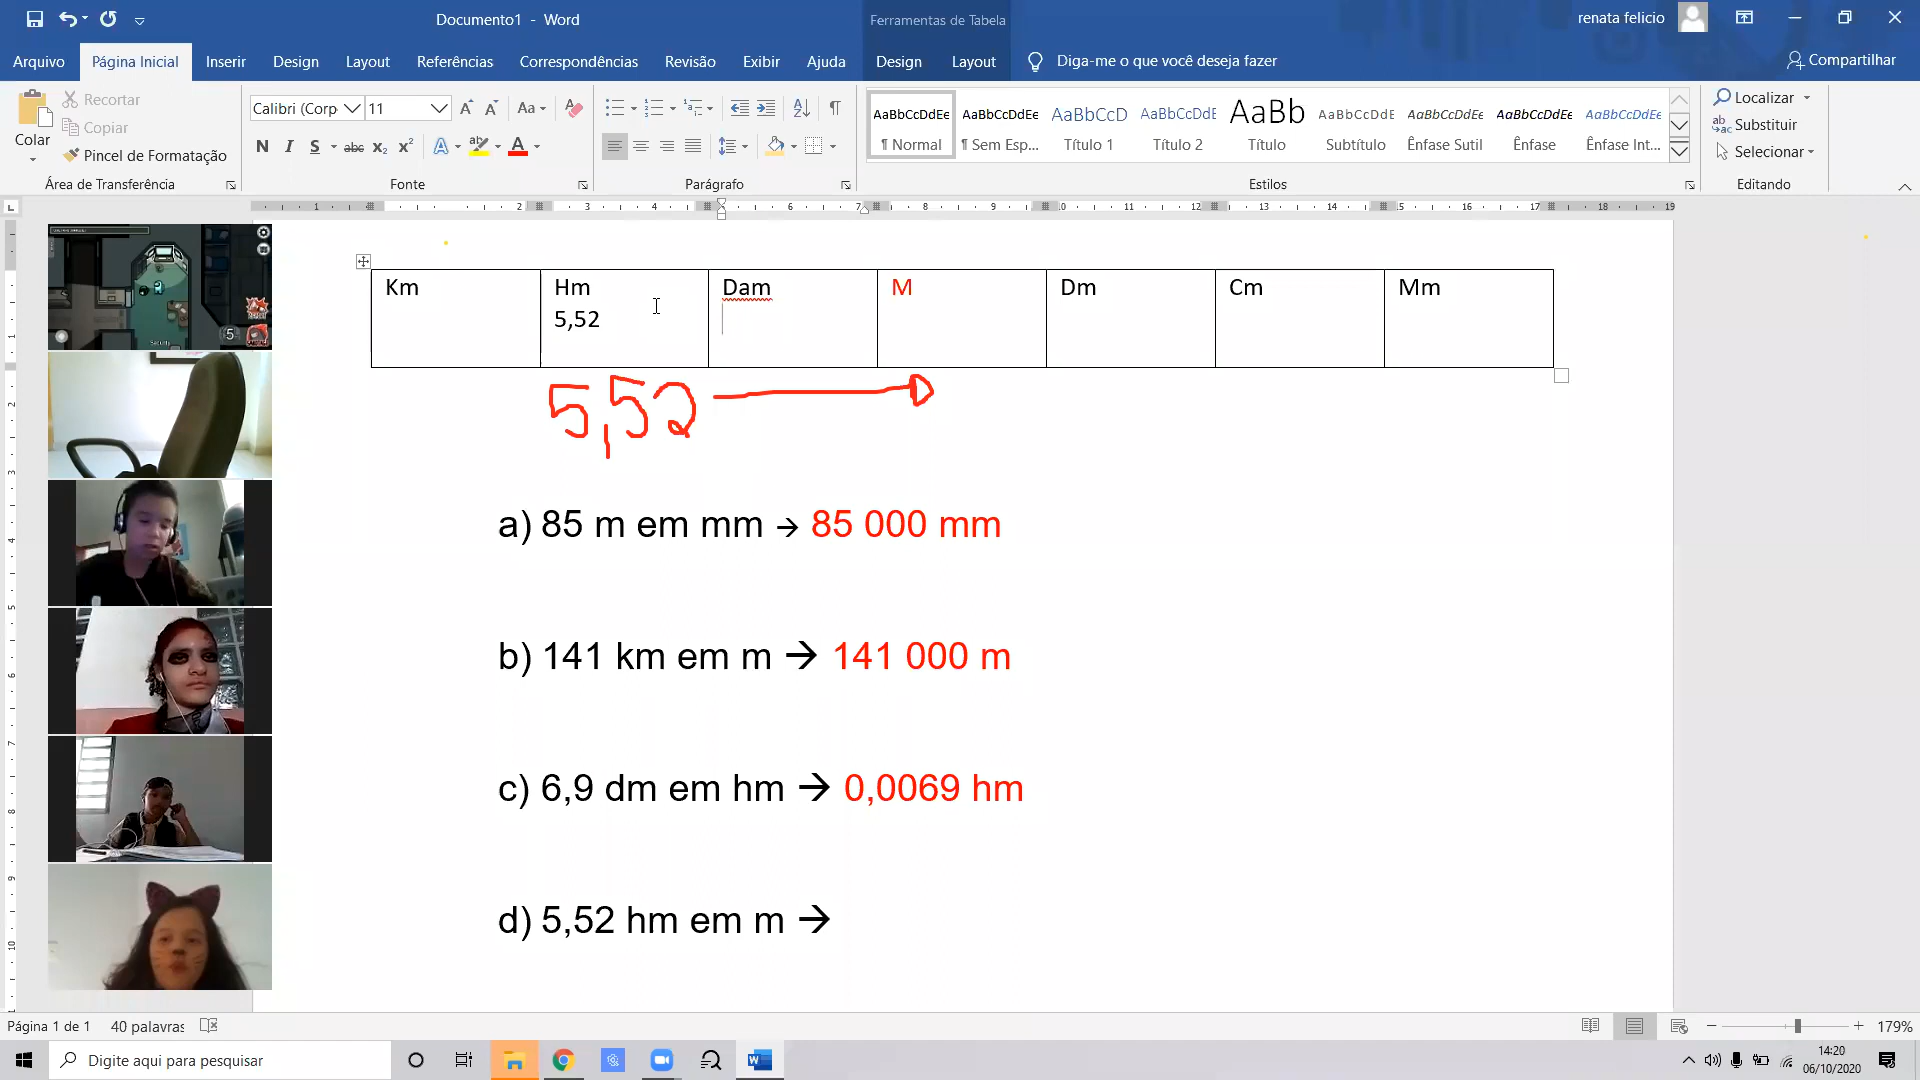 Documento1 - Word
Ferramentas de Tabela
renata felicio
Arquivo
Página Inicial
Inserir
Design
Layout
Referências
Correspondências
Revisão
Exibir
Ajuda
Design
Layout
Diga-me o que você deseja fazer
Compartilhar
Colar
Recortar
Copiar
Pincel de Formatação
Área de Transferência
Calibri (Corp
11
Fonte
Parágrafo
AaBbCcDdEe
¶ Normal
AaBbCcDdEe
¶ Sem Esp...
AaBbCcD
Título 1
AaBbCcDdE
Título 2
AaBb
Título
AaBbCcDdE
Subtítulo
AaBbCcDdEe
Ênfase Sutil
AaBbCcDdEe
Ênfase
AaBbCcDdEe
Ênfase Int...
Estilos
Localizar
Substituir
Selecionar
Editando
Km Hm Dam M Dm Cm Mm
5,52
5,52
a) 85 m em mm → 85 000 mm
b) 141 km em m → 141 000 m
c) 6,9 dm em hm → 0,0069 hm
d) 5,52 hm em m →
Security
Página 1 de 1
40 palavras
179%
Digite aqui para pesquisar
14:20
06/10/2020